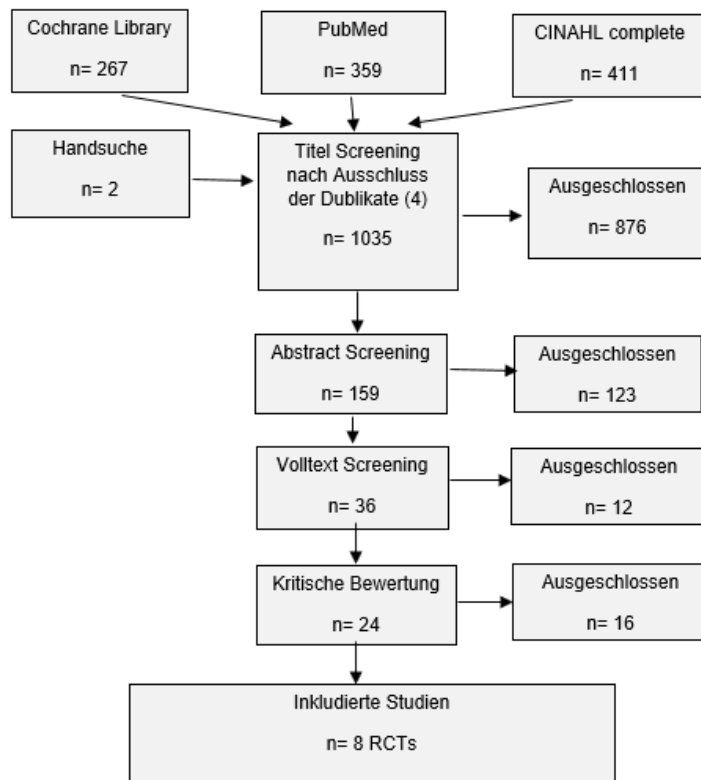 Cochrane Library
n= 267
PubMed
n= 359
CINAHL complete
n= 411
Handsuche
n= 2
Titel Screening
nach Ausschluss
der Dublikate (4)
n= 1035
Ausgeschlossen
n= 876
Abstract Screening
n= 159
Ausgeschlossen
n= 123
Volltext Screening
n= 36
Ausgeschlossen
n= 12
Kritische Bewertung
n= 24
Ausgeschlossen
n= 16
Inkludierte Studien
n= 8 RCTs